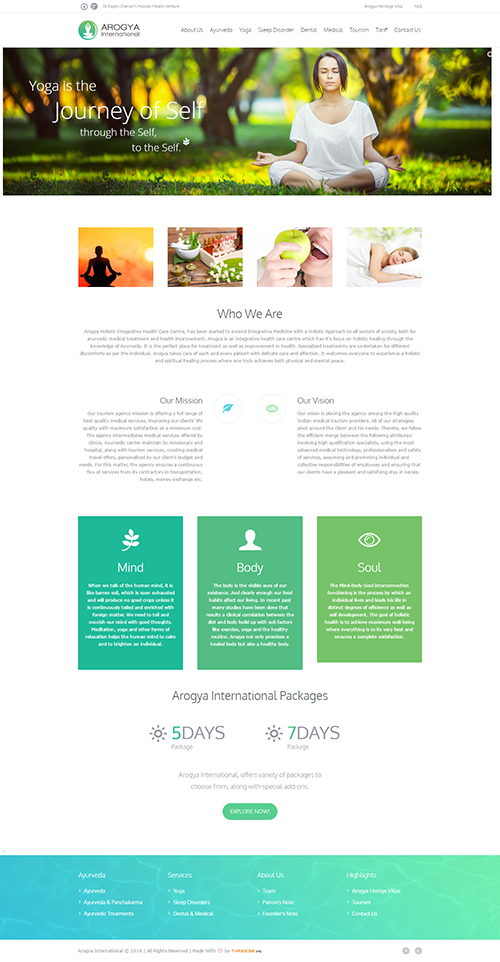 Dr.Gagen Cherian's Holistic Health Venture
Arogya Heritage Villas
FAQ
AROGYA
International
About Us
Ayurveda
Yoga
Sleep Disorder
Dental
Medical
Tourism
Tariff
Contact Us
Yoga is the
Journey of Self
through the Self,
to the Self.
Who We Are
Arogya Holistic Integrative Health Care Centre, has been started to extend Integrative Medicine with a Holistic Approach to all sectors of society, both for
ayurvedic medical treatment and health improvement. Arogya is an integrative health care centre which has it's focus on holistic healing through the
knowledge of Ayurveda. It is the perfect place for treatment as well as improvement in health. Specialised treatments are undertaken for different
discomforts as per the individual. Arogya takes care of each and every patient with delicate care and affection. It welcomes everyone to experience a holistic
and spiritual healing process where any truly achieves both physical and mental peace.
Our Mission
Our tourism agency mission is offering a full range of
best quality medical services, improving our clients' life
quality with maximum satisfaction at a minimum cost.
The agency intermediates medical services offered by
clinics, Ayurvedic center maintain by missionary and
hospital, along with tourism services, creating medical
travel offers, personalized by our client's budget and
needs. For this matter, the agency ensures a continuous
flux of services from its contractors in transportation,
hotels, money exchange etc.
Our Vision
Our vision is placing the agency among the high quality
Indian medical tourism providers. All of our strategies
pivot around the client and his needs. Thereby, we follow
the efficient merge between the following attributes:
involving high qualification specialists, using the most
advanced medical technology, professionalism and safety
of services, assuming and promoting individual and
collective responsibilities of employees and ensuring that
our clients have a pleasant and satisfying stay in kerala.
Mind
When we talk of the human mind, it is
like barren soil, which is soon exhausted
and will produce no good crops unless it
is continuously tolled and enriched with
foreign matter. We need to toil and
nourish our mind with good thoughts.
Meditation, yoga and other forms of
relaxation helps the human mind to calm
and to brighten an individual.
Body
The body is the visible aura of our
existence. And clearly enough our food
habits affect our living. In recent past
many studies have been done that
results a clinical correlation between the
diet and body build up with sub factors
like exercise, yoga and the healthy
routine. Arogya not only promises a
healed body but also a healthy body.
Soul
The Mind-Body-Soul interconnection
functioning is the process by which an
individual lives and leads his life in
distinct degrees of efficiency as well as
self development. The goal of holistic
health is to achieve maximum well being
where everything is to its very best and
ensures a complete satisfaction.
Arogya International Packages
5DAYS
Package
7DAYS
Package
Arogya International, offers variety of packages to
choose from, along with special add-ons.
EXPLORE NOW!
Ayurveda
Ayurveda
Ayurveda & Panchakarma
Ayurvedic Treatments
Services
Yoga
Sleep Disorders
Dental & Medical
About Us
Team
Patron's Note
Founder's Note
Highlights
Arogya Heritge Villas
Tourism
Contact Us
Arogya International © 2016 | All Rights Reserved | Made With ♡ by